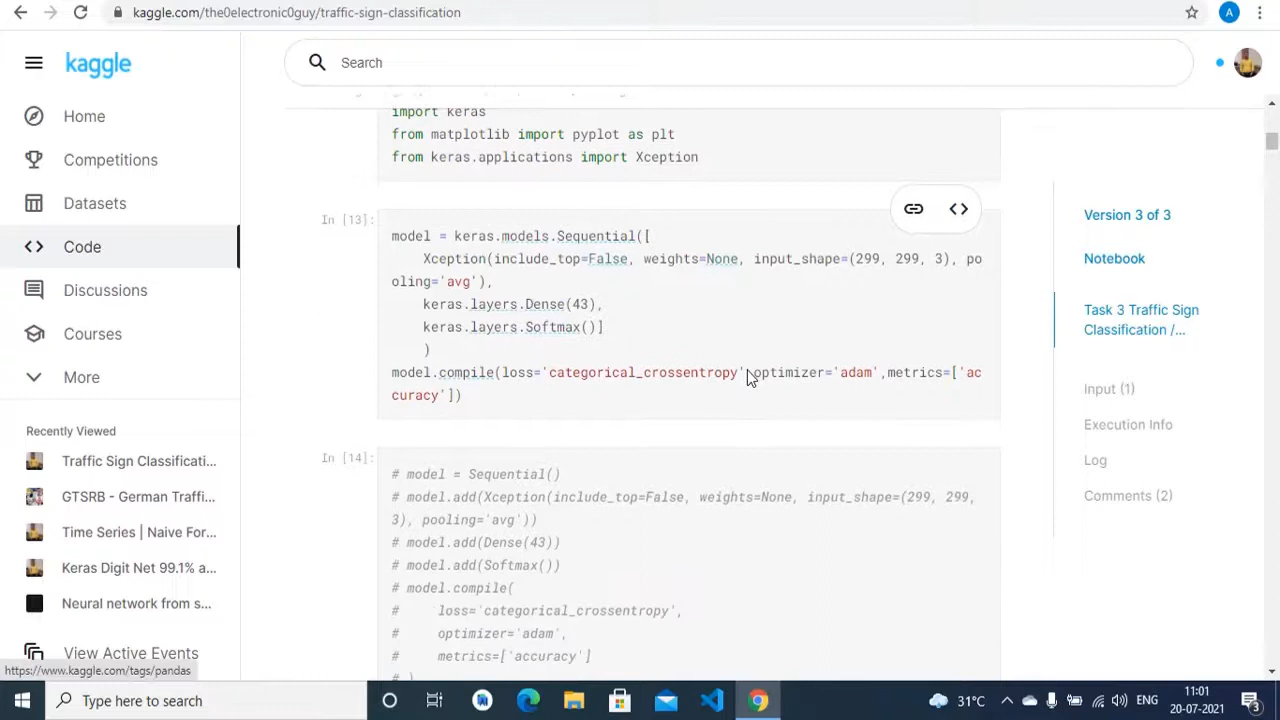 kaggle.com/the0electronic0guy/traffic-sign-classification
A
kaggle
Search
Home
Competitions
Datasets
Code
Discussions
Courses
More
Recently Viewed
Traffic Sign Classificati...
GTSRB - German Traffi...
Time Series | Naive For...
Keras Digit Net 99.1% a...
Neural network from s...
View Active Events
https://www.kaggle.com/tags/pandas
import keras
from matplotlib import pyplot as plt
from keras.applications import Xception
In [13]:
model = keras.models.Sequential([
Xception(include_top=False, weights=None, input_shape=(299, 299, 3), po
oling='avg'),
keras.layers.Dense(43),
keras.layers.Softmax()]
)
model.compile(loss='categorical_crossentropy',optimizer='adam',metrics=['ac
curacy'])
In [14]:
# model = Sequential()
# model.add(Xception(include_top=False, weights=None, input_shape=(299, 299,
3), pooling='avg'))
# model.add(Dense(43))
# model.add(Softmax())
# model.compile(
# loss='categorical_crossentropy',
# optimizer='adam',
# metrics=['accuracy']
# )
Version 3 of 3
Notebook
Task 3 Traffic Sign
Classification /...
Input (1)
Execution Info
Log
Comments (2)
Type here to search
31°C
ENG
11:01
20-07-2021
3